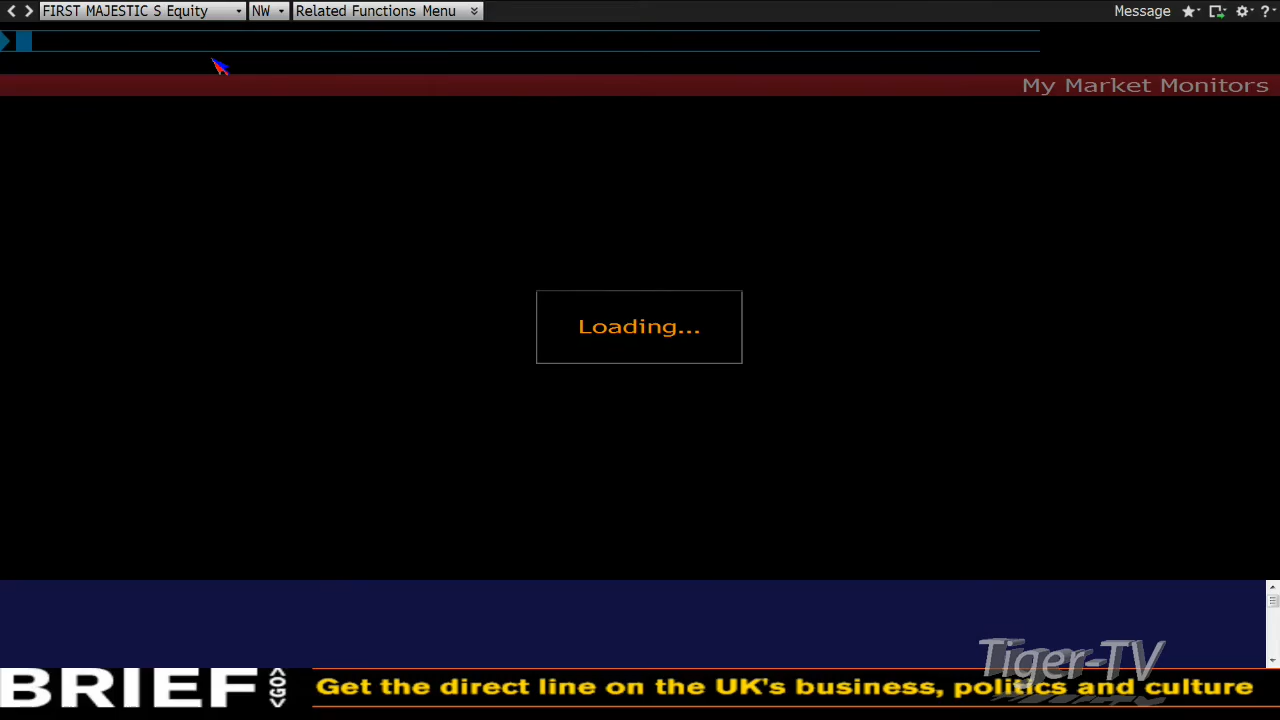 FIRST MAJESTIC S Equity NW Related Functions Menu Message ?
My Market Monitors
Loading...
Tiger-TV
BRIEF <GO> Get the direct line on the UK's business, politics and culture